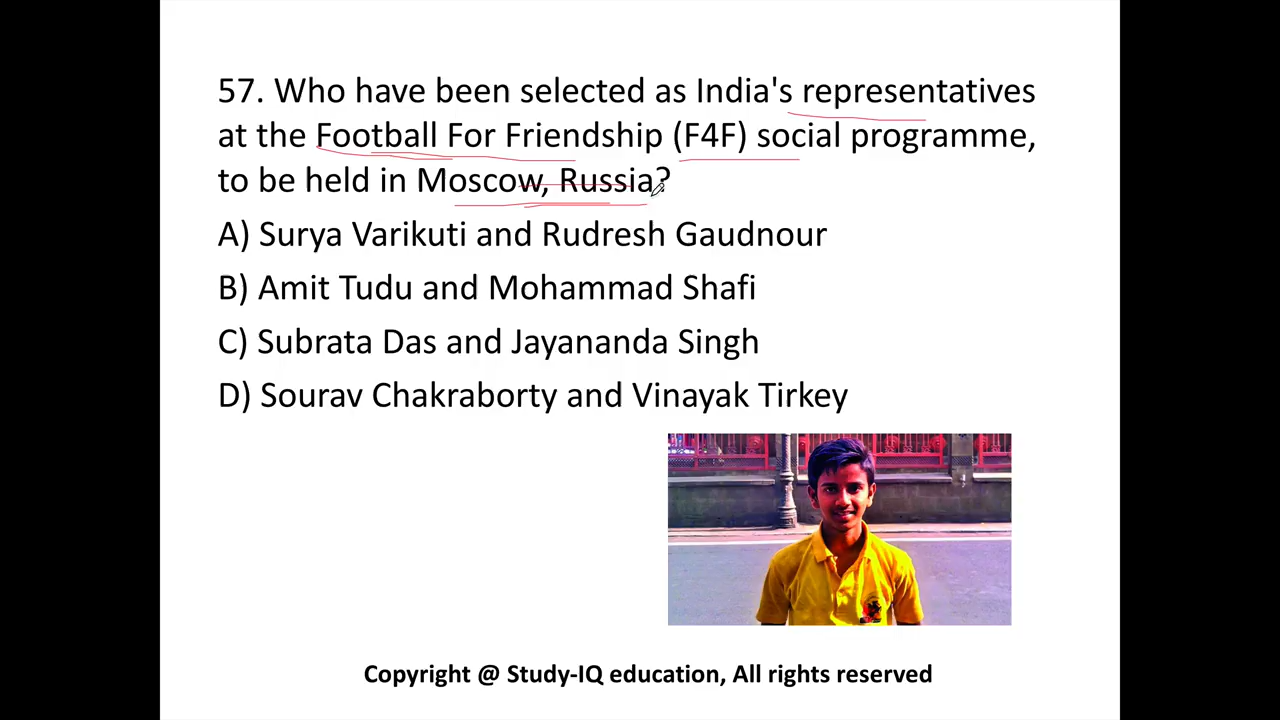 57. Who have been selected as India's representatives
at the Football For Friendship (F4F) social programme,
to be held in Moscow, Russia?
A) Surya Varikuti and Rudresh Gaudnour
B) Amit Tudu and Mohammad Shafi
C) Subrata Das and Jayananda Singh
D) Sourav Chakraborty and Vinayak Tirkey
Copyright @ Study-IQ education, All rights reserved